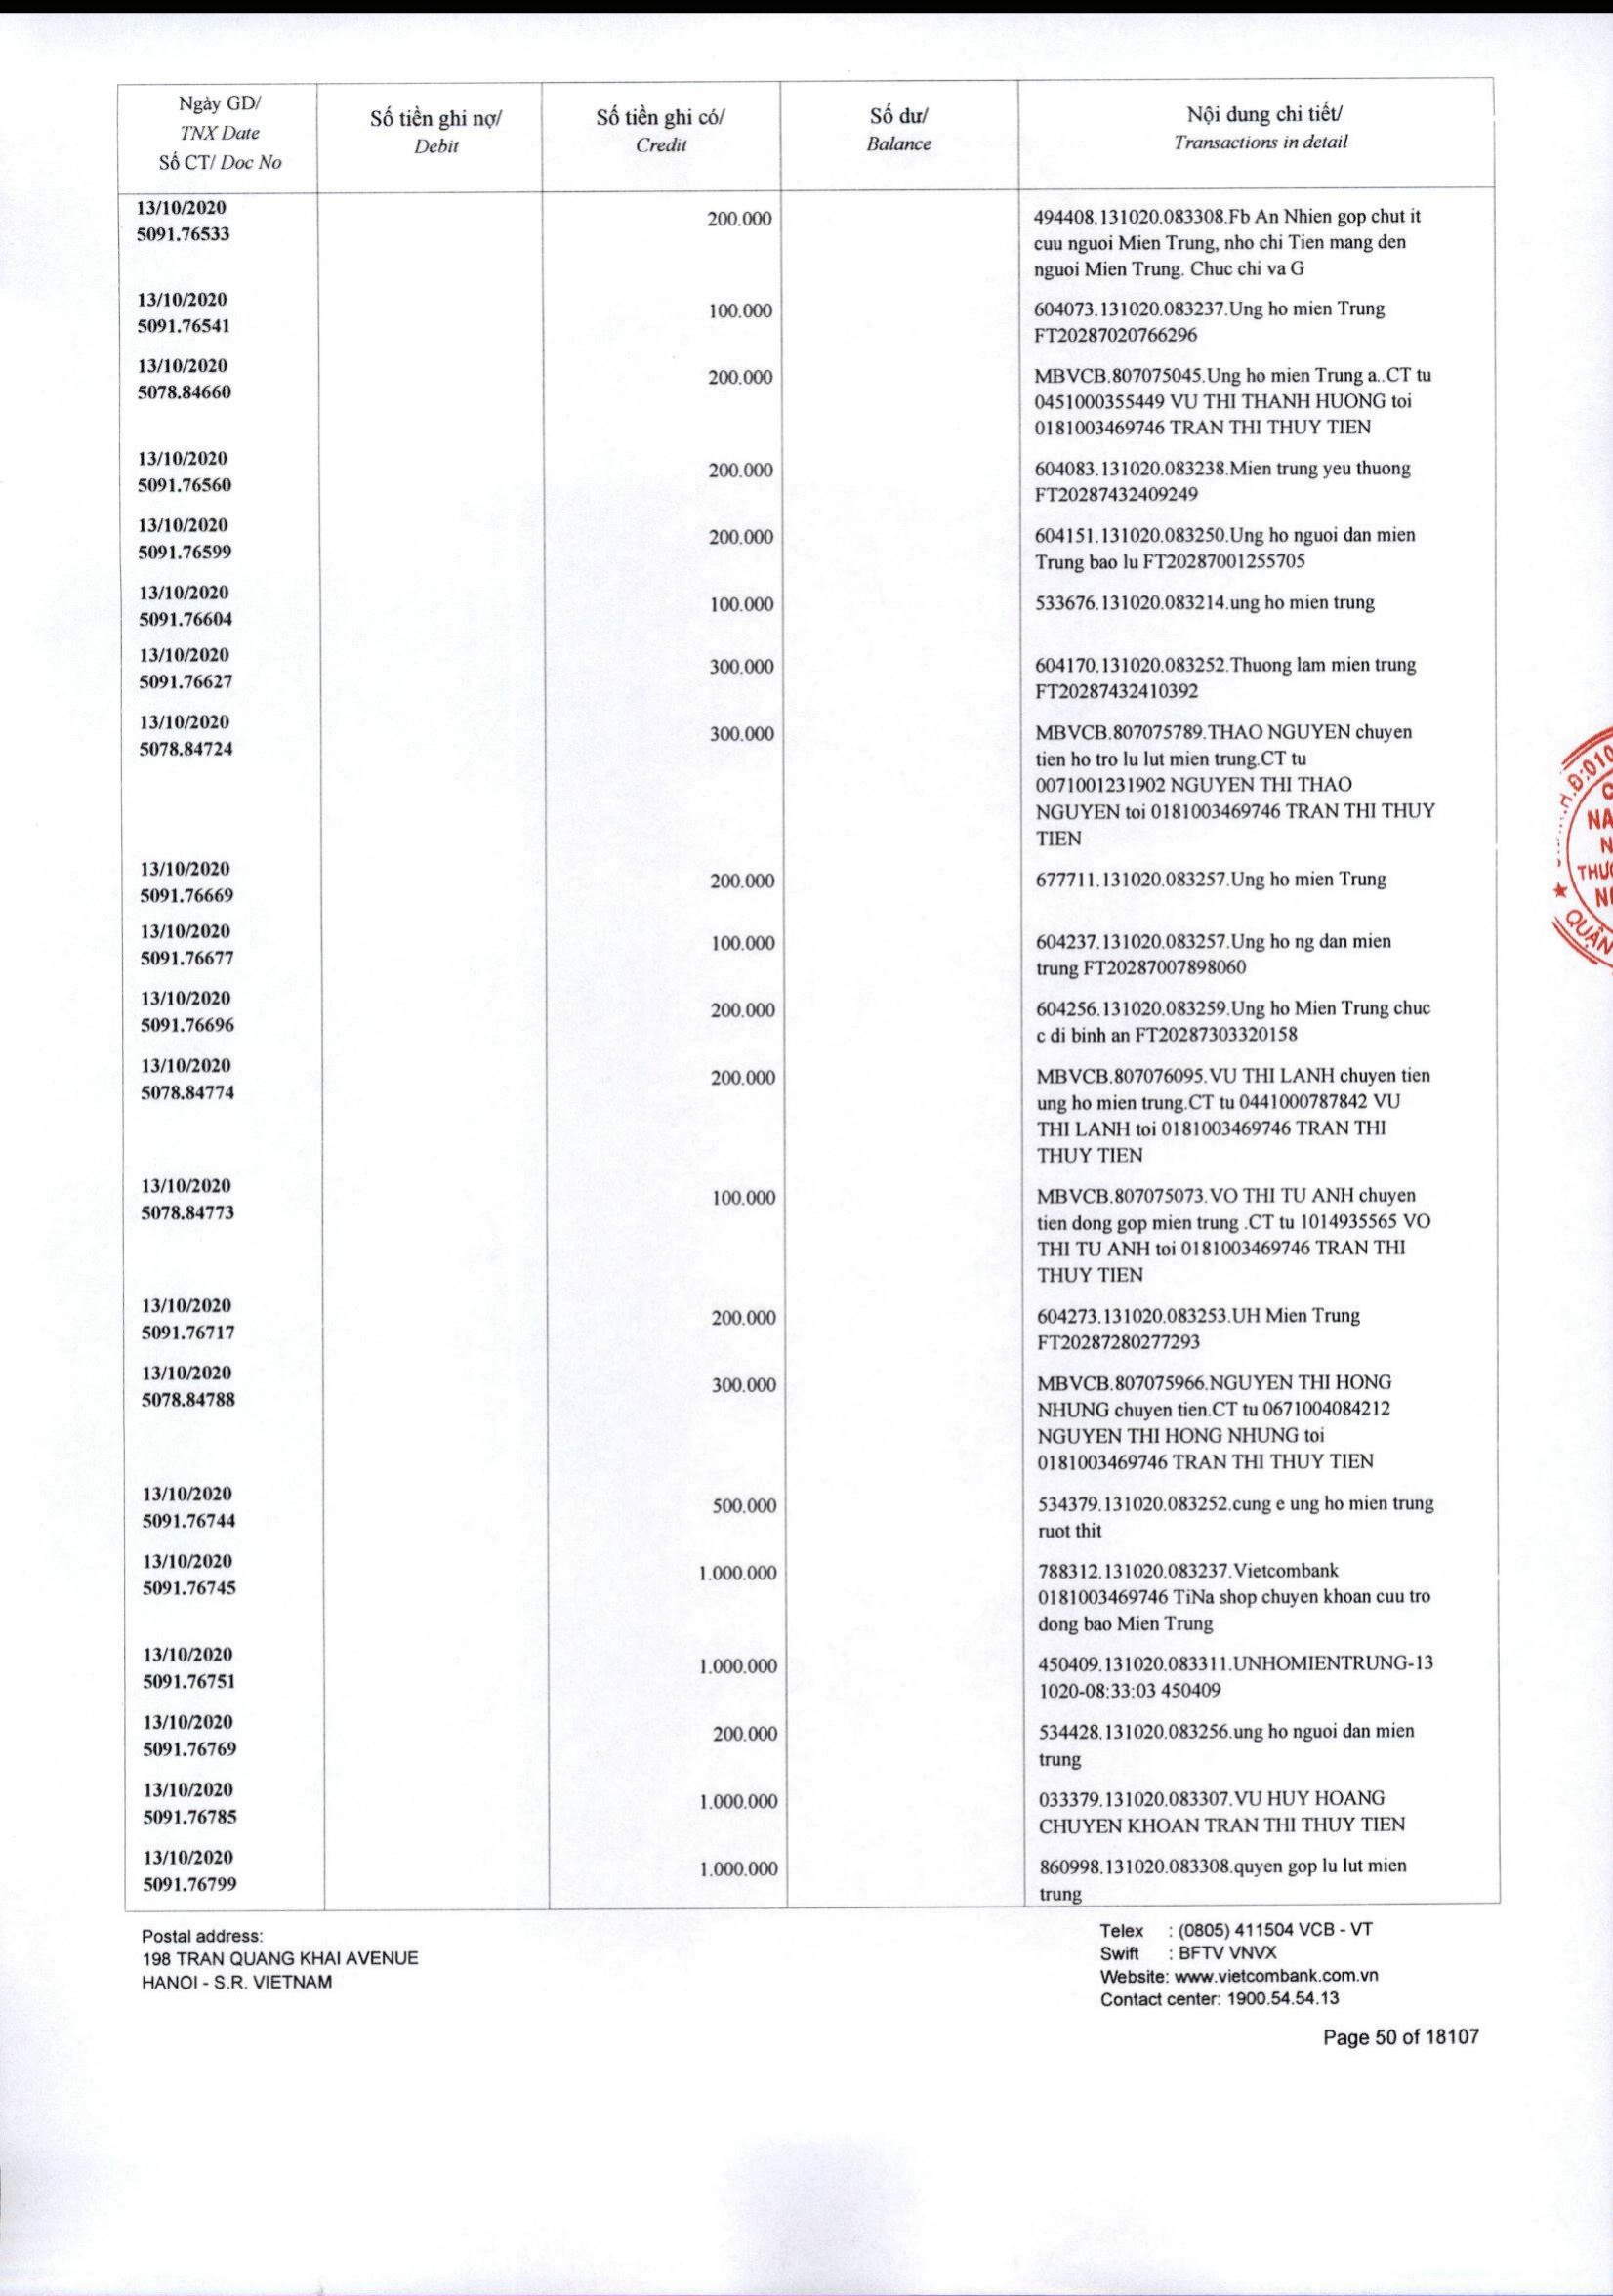 Ngày GD/
TNX Date
Số CT/ Doc No
Số tiền ghi nợ/
Debit
Số tiền ghi có/
Credit
Số dư/
Balance
Nội dung chi tiết/
Transactions in detail
13/10/2020
5091.76533
200.000
494408.131020.083308.Fb An Nhien gop chut it
cuu nguoi Mien Trung, nho chi Tien mang den
nguoi Mien Trung. Chuc chi va G
13/10/2020
5091.76541
100.000
604073.131020.083237.Ung ho mien Trung
FT20287020766296
13/10/2020
5078.84660
200.000
MBVCB.807075045.Ung ho mien Trung a..CT tu
0451000355449 VU THI THANH HUONG toi
0181003469746 TRAN THI THUY TIEN
13/10/2020
5091.76560
200.000
604083.131020.083238.Mien trung yeu thuong
FT20287432409249
13/10/2020
5091.76599
200.000
604151.131020.083250.Ung ho nguoi dan mien
Trung bao lu FT20287001255705
13/10/2020
5091.76604
100.000
533676.131020.083214.ung ho mien trung
13/10/2020
5091.76627
300.000
604170.131020.083252.Thuong lam mien trung
FT20287432410392
13/10/2020
5078.84724
300.000
MBVCB.807075789.THAO NGUYEN chuyen
tien ho tro lu lut mien trung.CT tu
0071001231902 NGUYEN THI THAO
NGUYEN toi 0181003469746 TRAN THI THUY
TIEN
13/10/2020
5091.76669
200.000
677711.131020.083257.Ung ho mien Trung
13/10/2020
5091.76677
100.000
604237.131020.083257.Ung ho ng dan mien
trung FT20287007898060
13/10/2020
5091.76696
200.000
604256.131020.083259.Ung ho Mien Trung chuc
c di binh an FT20287303320158
13/10/2020
5078.84774
200.000
MBVCB.807076095.VU THI LANH chuyen tien
ung ho mien trung.CT tu 0441000787842 VU
THI LANH toi 0181003469746 TRAN THI
THUY TIEN
13/10/2020
5078.84773
100.000
MBVCB.807075073.VO THI TU ANH chuyen
tien dong gop mien trung .CT tu 1014935565 VO
THI TU ANH toi 0181003469746 TRAN THI
THUY TIEN
13/10/2020
5091.76717
200.000
604273.131020.083253.UH Mien Trung
FT20287280277293
13/10/2020
5078.84788
300.000
MBVCB.807075966.NGUYEN THI HONG
NHUNG chuyen tien.CT tu 0671004084212
NGUYEN THI HONG NHUNG toi
0181003469746 TRAN THI THUY TIEN
13/10/2020
5091.76744
500.000
534379.131020.083252.cung e ung ho mien trung
ruot thit
13/10/2020
5091.76745
1.000.000
788312.131020.083237.Vietcombank
0181003469746 TiNa shop chuyen khoan cuu tro
dong bao Mien Trung
13/10/2020
5091.76751
1.000.000
450409.131020.083311.UNHOMIENTRUNG-13
1020-08:33:03 450409
13/10/2020
5091.76769
200.000
534428.131020.083256.ung ho nguoi dan mien
trung
13/10/2020
5091.76785
1.000.000
033379.131020.083307.VU HUY HOANG
CHUYEN KHOAN TRAN THI THUY TIEN
13/10/2020
5091.76799
1.000.000
860998.131020.083308.quyen gop lu lut mien
trung
Postal address:
198 TRAN QUANG KHAI AVENUE
HANOI - S.R. VIETNAM
Telex : (0805) 411504 VCB - VT
Swift : BFTV VNVX
Website: www.vietcombank.com.vn
Contact center: 1900.54.54.13
Page 50 of 18107